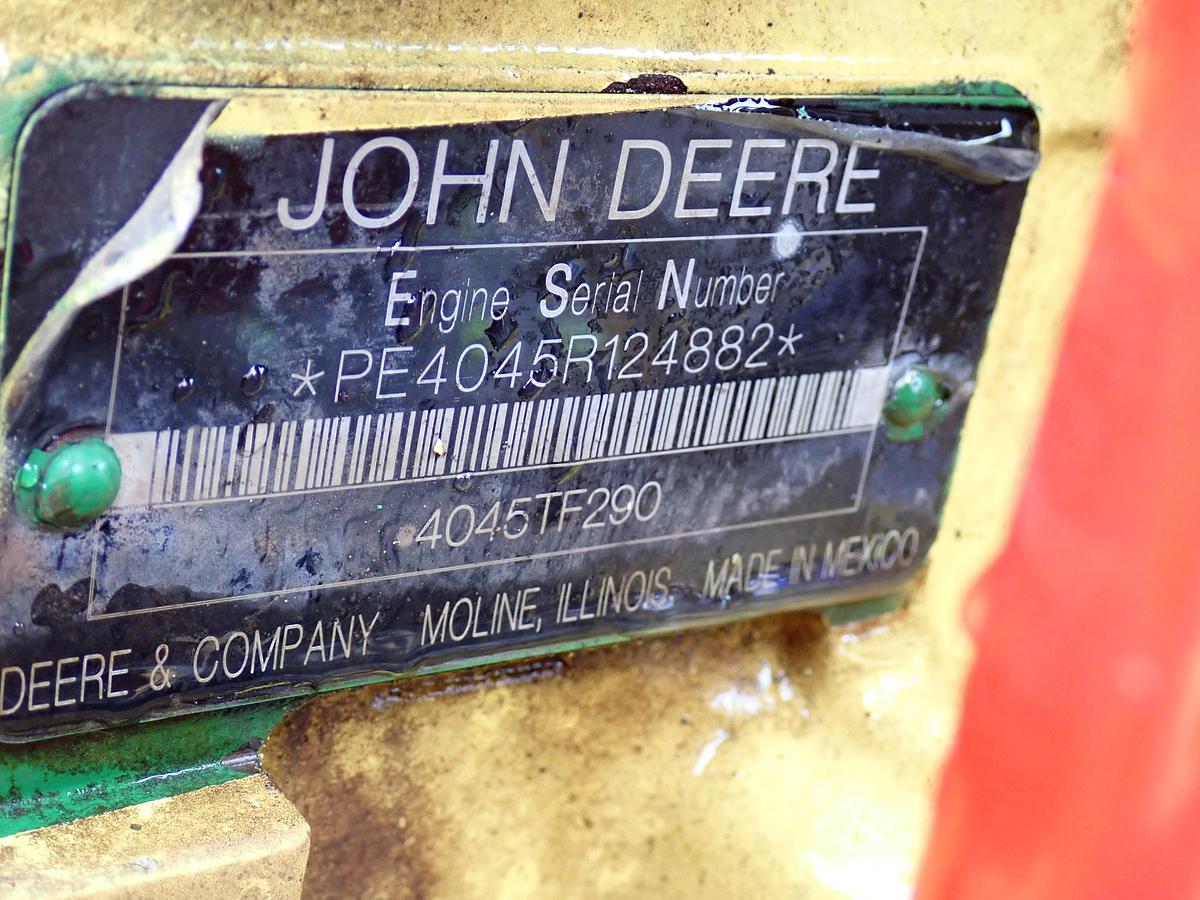 JOHN DEERE
Engine Serial Number
*PE4045R124882*
4045TF290
DEERE & COMPANY MOLINE, ILLINOIS MADE IN MEXICO